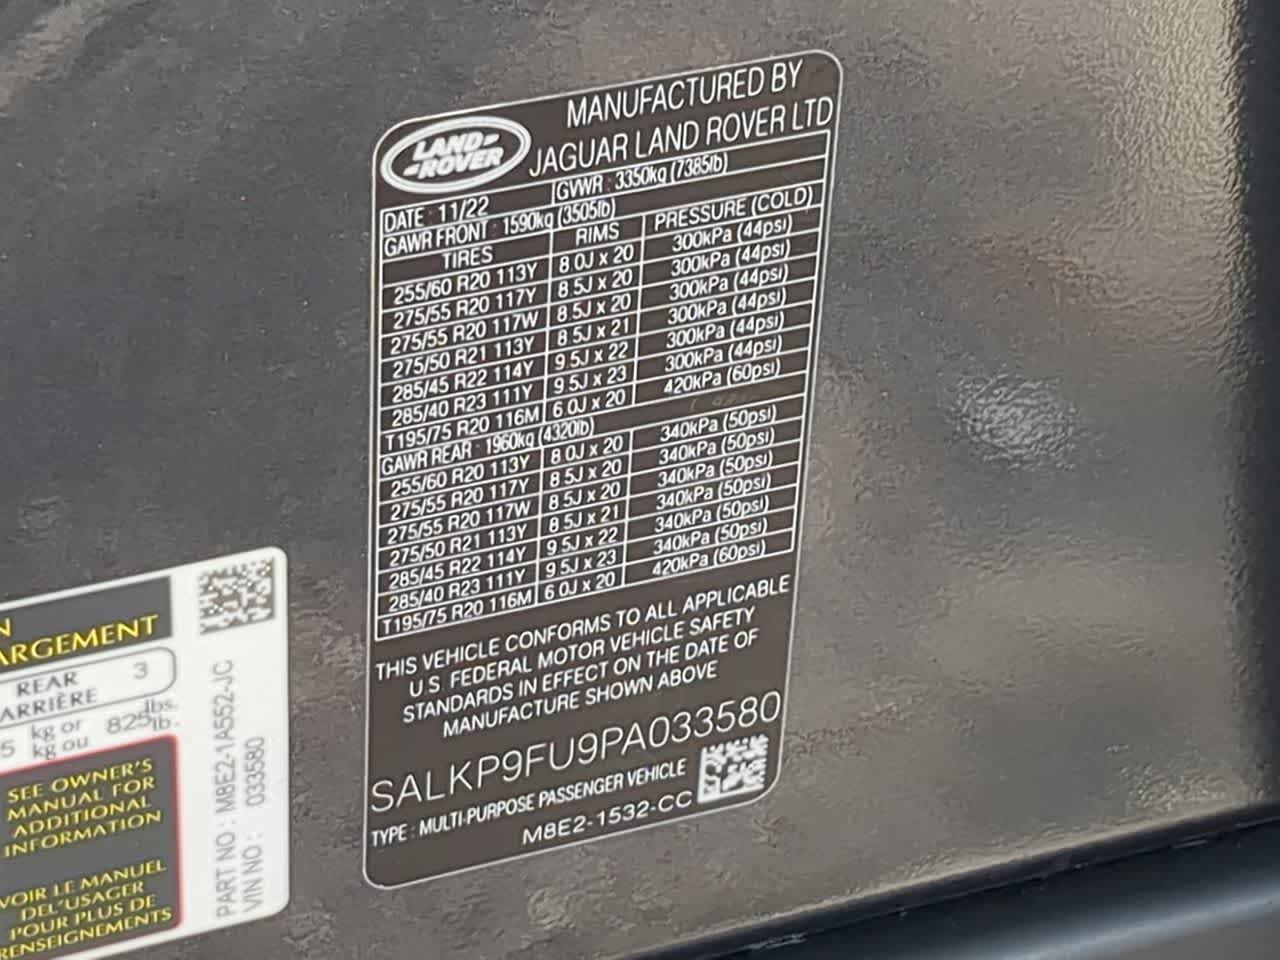 LAND-
-ROVER
MANUFACTURED BY
JAGUAR LAND ROVER LTD
DATE : 11/22 GVWR : 3350kg (7385lb)
GAWR FRONT : 1590kg (3505lb)
TIRES RIMS PRESSURE (COLD)
255/60 R20 113Y 8.0J x 20 300kPa (44psi)
275/55 R20 117Y 8.5J x 20 300kPa (44psi)
275/55 R20 117W 8.5J x 20 300kPa (44psi)
275/50 R21 113Y 8.5J x 21 300kPa (44psi)
285/45 R22 114Y 9.5J x 22 300kPa (44psi)
285/40 R23 111Y 9.5J x 23 300kPa (44psi)
T195/75 R20 116M 6.0J x 20 420kPa (60psi)
GAWR REAR : 1960kg (4320lb)
255/60 R20 113Y 8.0J x 20 340kPa (50psi)
275/55 R20 117Y 8.5J x 20 340kPa (50psi)
275/55 R20 117W 8.5J x 20 340kPa (50psi)
275/50 R21 113Y 8.5J x 21 340kPa (50psi)
285/45 R22 114Y 9.5J x 22 340kPa (50psi)
285/40 R23 111Y 9.5J x 23 340kPa (50psi)
T195/75 R20 116M 6.0J x 20 420kPa (60psi)
THIS VEHICLE CONFORMS TO ALL APPLICABLE
U.S. FEDERAL MOTOR VEHICLE SAFETY
STANDARDS IN EFFECT ON THE DATE OF
MANUFACTURE SHOWN ABOVE
SALKP9FU9PA033580
TYPE : MULTI-PURPOSE PASSENGER VEHICLE
M8E2-1532-CC
N
ARGEMENT
REAR 3
ARRIÈRE
5 kg or 825 lbs.
kg ou lb.
SEE OWNER'S
MANUAL FOR
ADDITIONAL
INFORMATION
VOIR LE MANUEL
DEL'USAGER
POUR PLUS DE
RENSEIGNEMENTS
PART NO : M8E2-1A552-JC
VIN NO : 033580